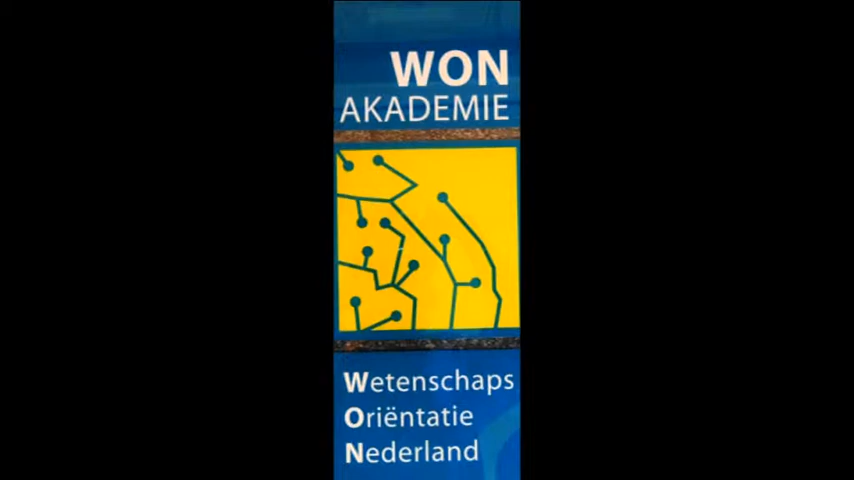 WON
AKADEMIE
Wetenschaps
Oriëntatie
Nederland